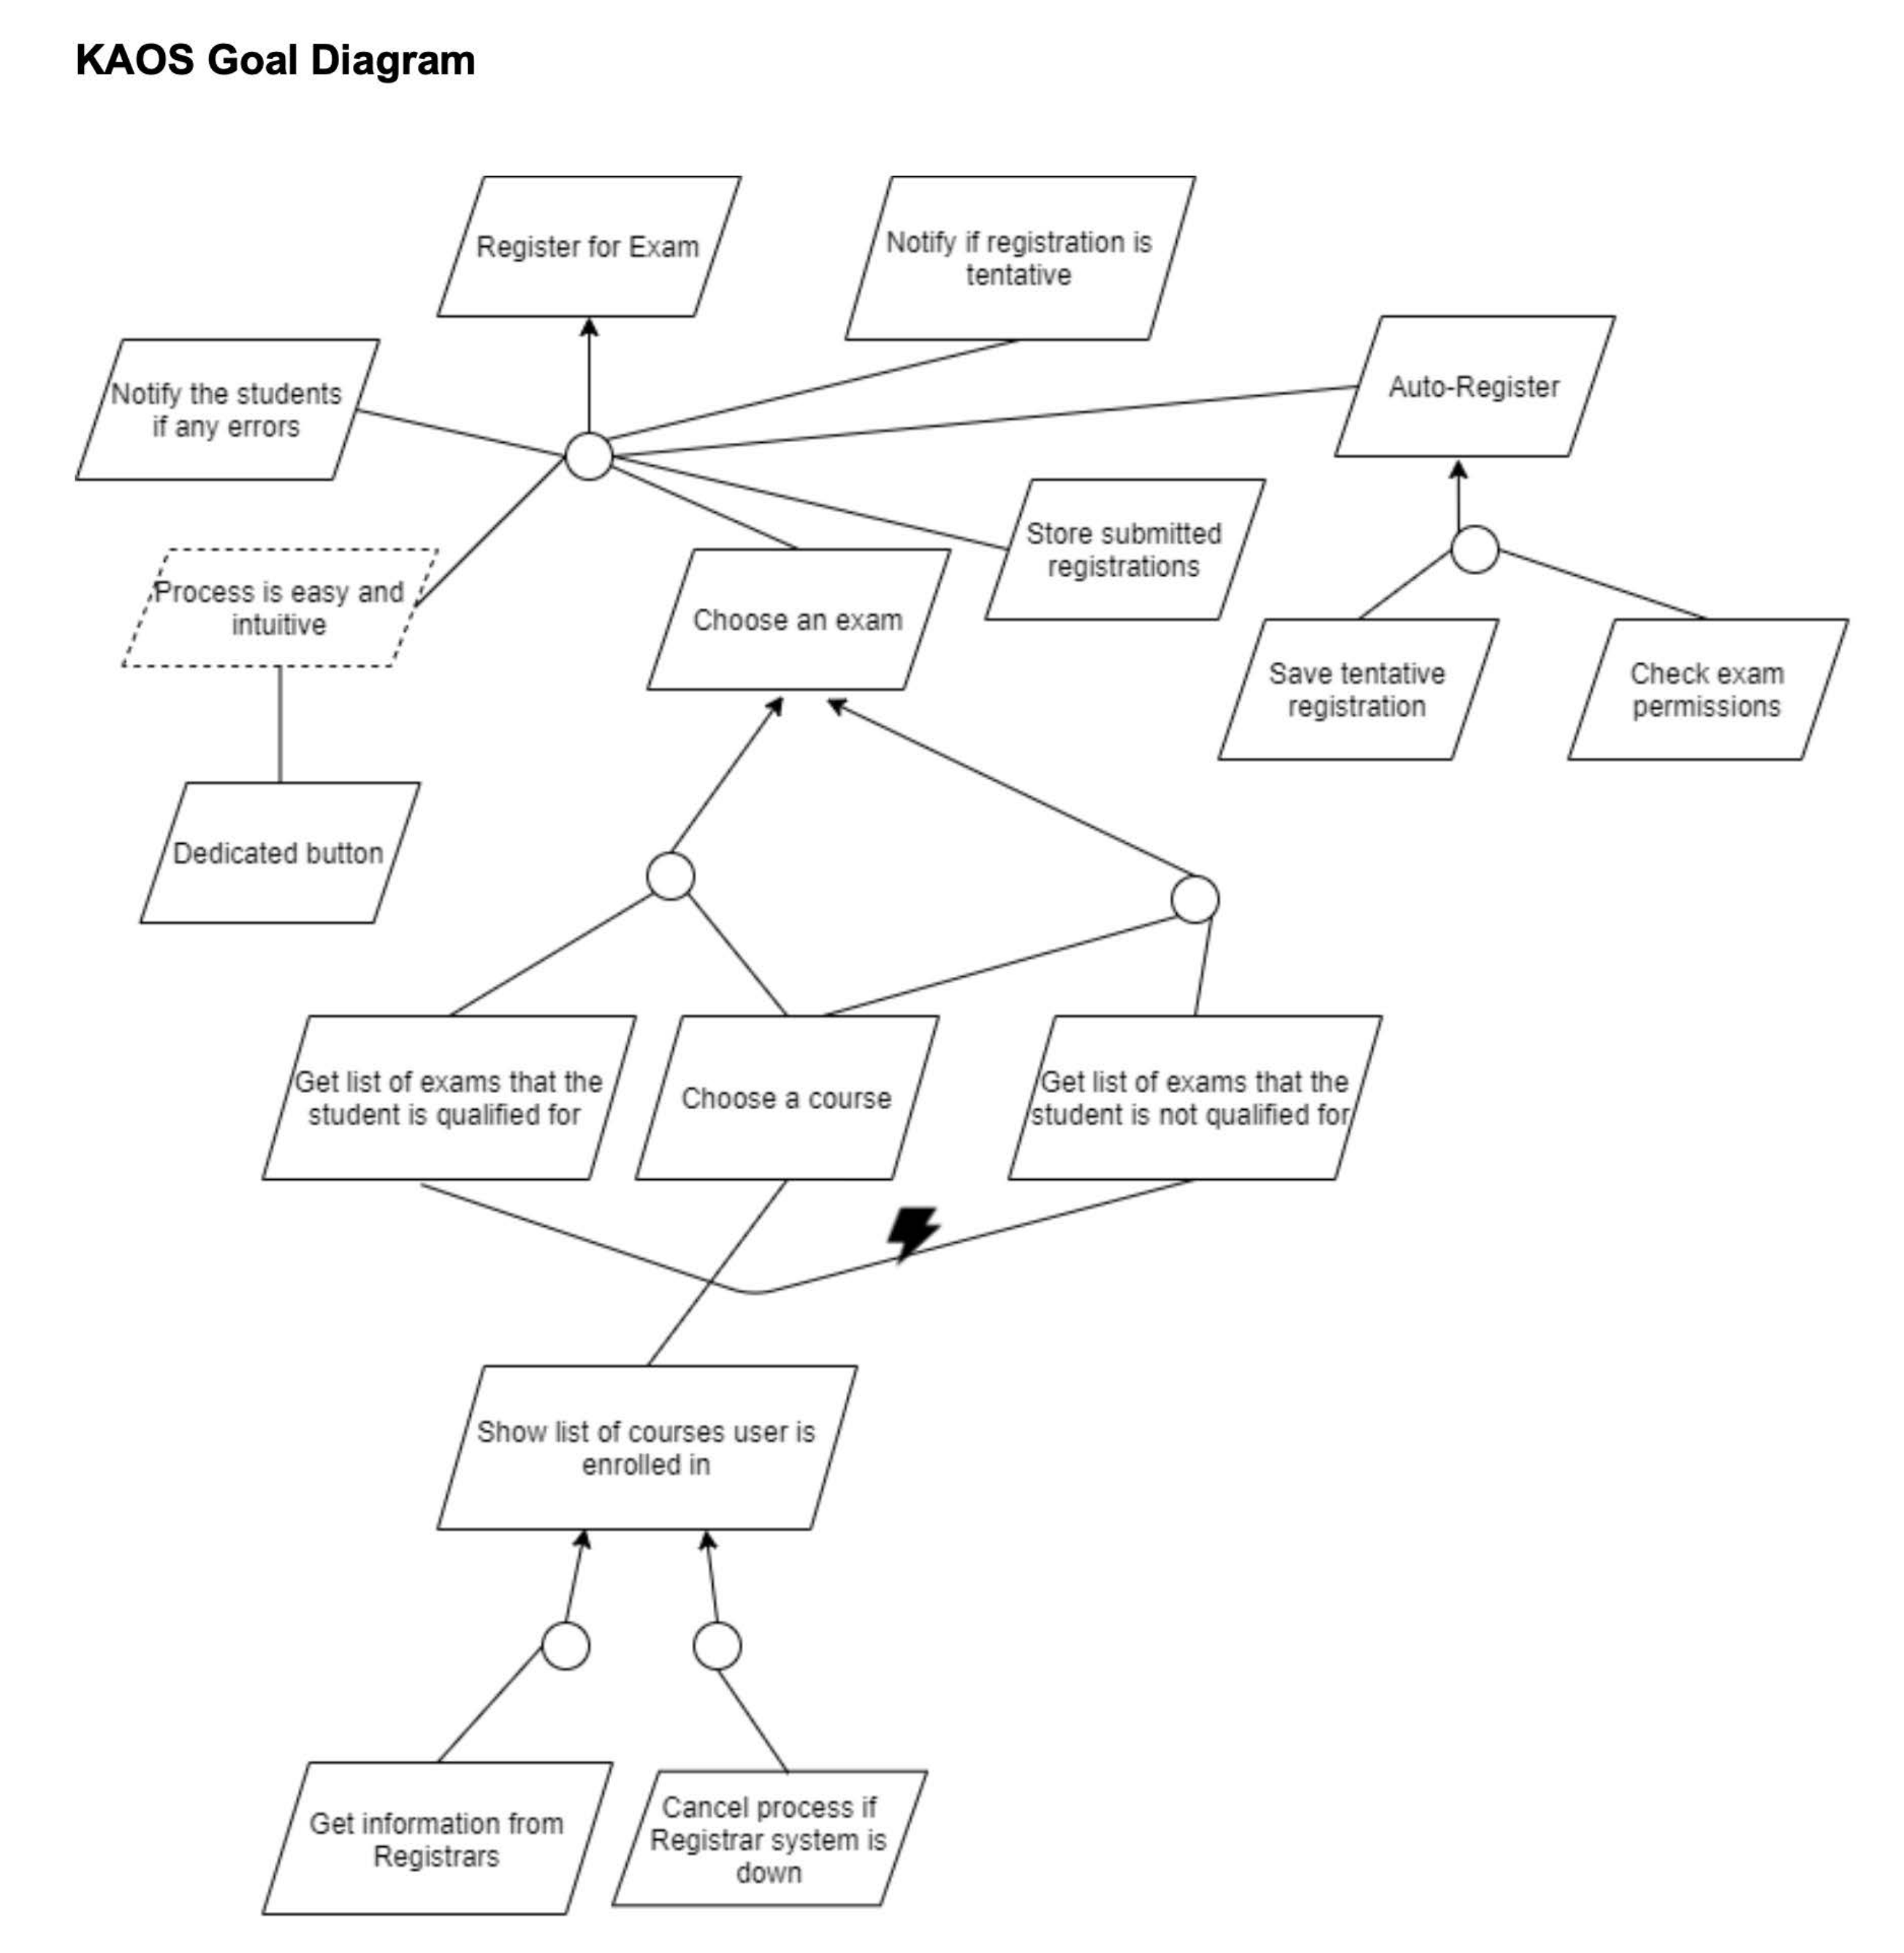 KAOS Goal Diagram
Register for Exam
Notify if registration is
tentative
Notify the students
if any errors
Auto-Register
Process is easy and
intuitive
Choose an exam
Store submitted
registrations
Save tentative
registration
Check exam
permissions
Dedicated button
Get list of exams that the
student is qualified for
Choose a course
Get list of exams that the
student is not qualified for
Show list of courses user is
enrolled in
Get information from
Registrars
Cancel process if
Registrar system is
down